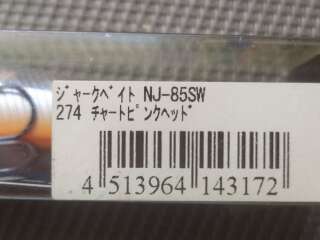 ｼﾞｬｰｸﾍﾞｲﾄ NJ-85SW
274 ﾁｬｰﾄﾋﾟﾝｸﾍｯﾄﾞ
4 513964 143172